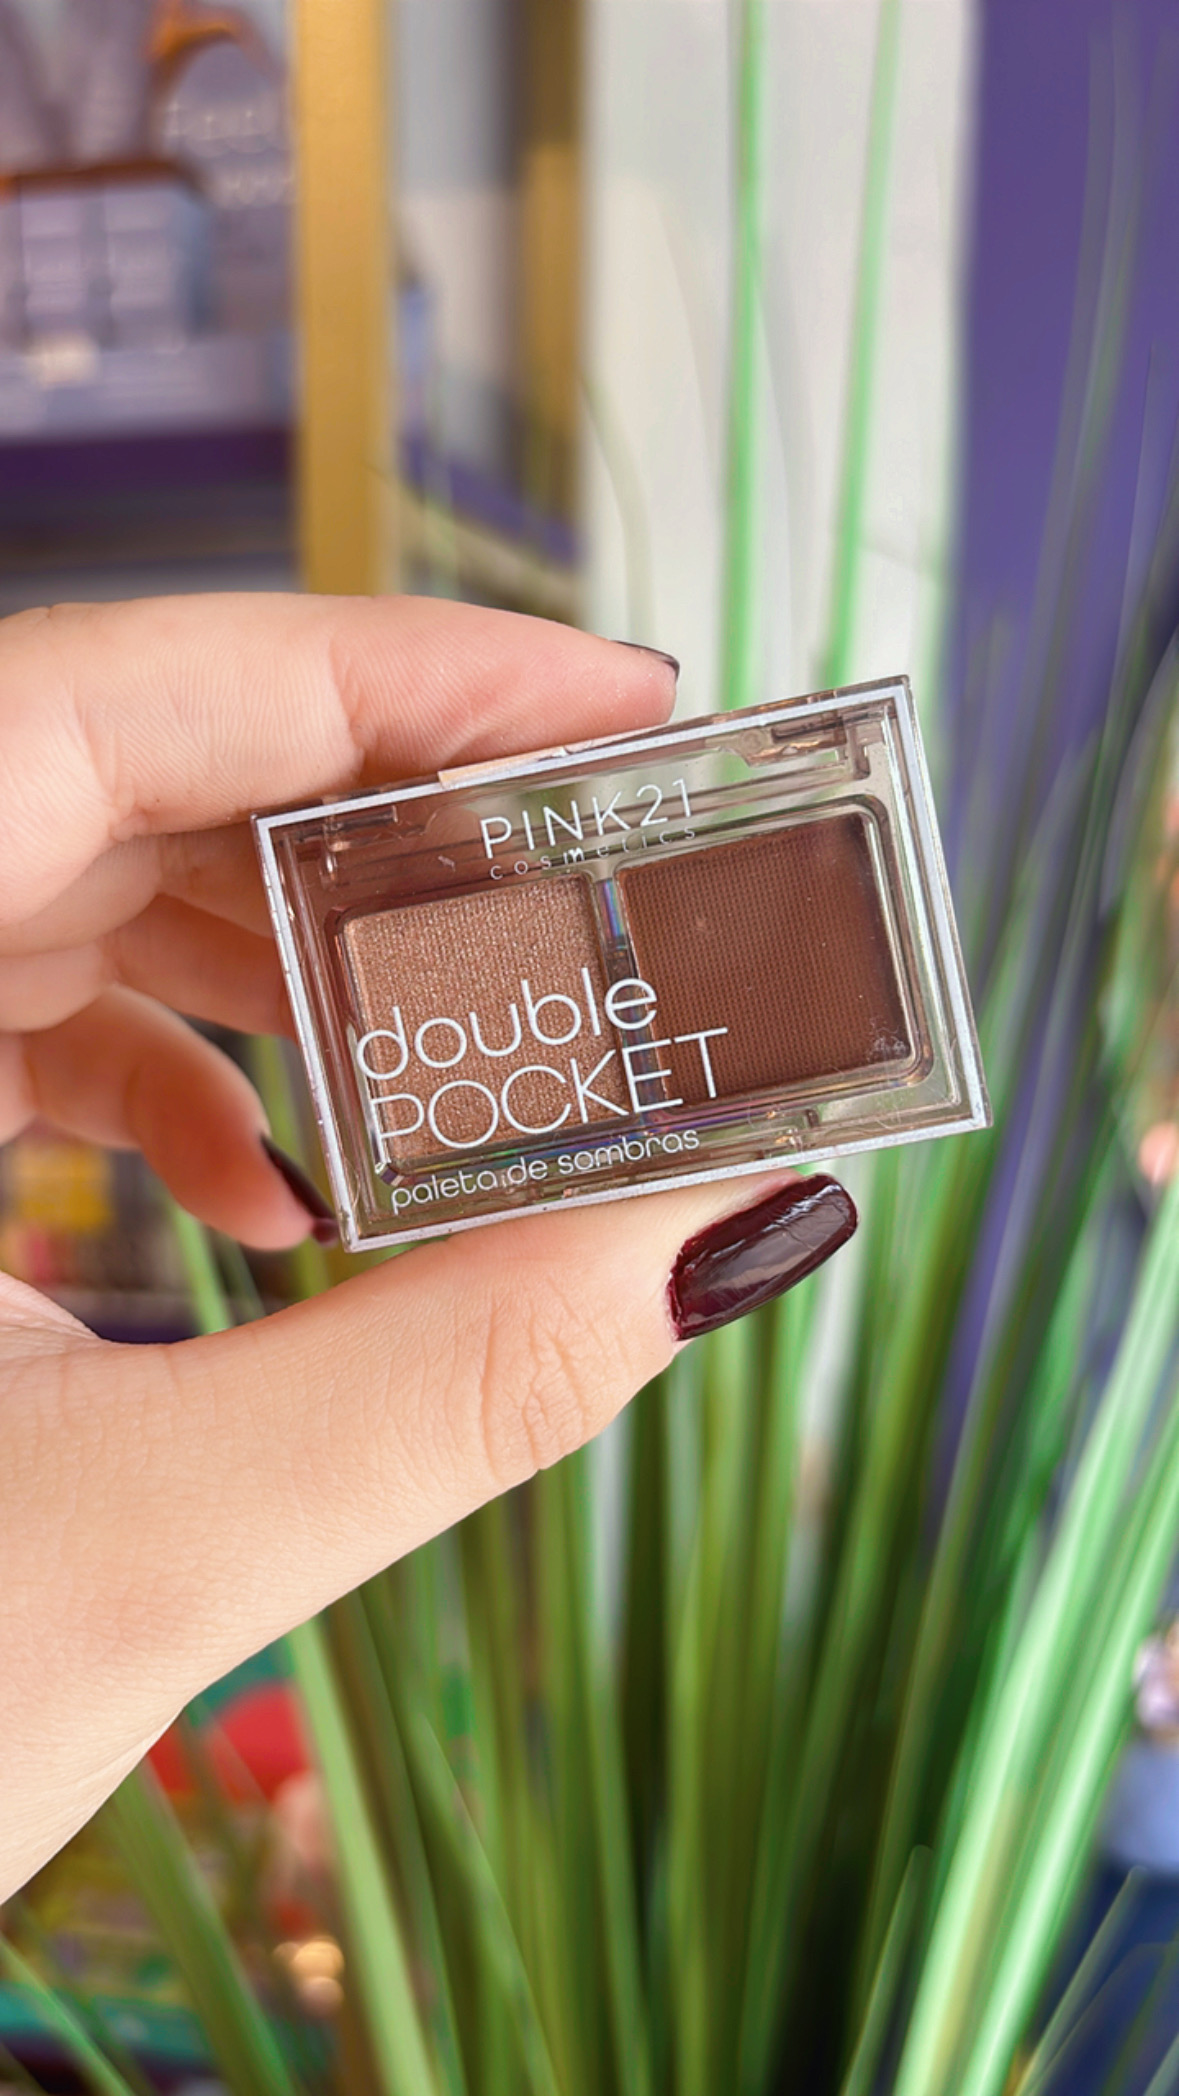 PINK21
cosmetics
double
POCKET
paleta de sombras